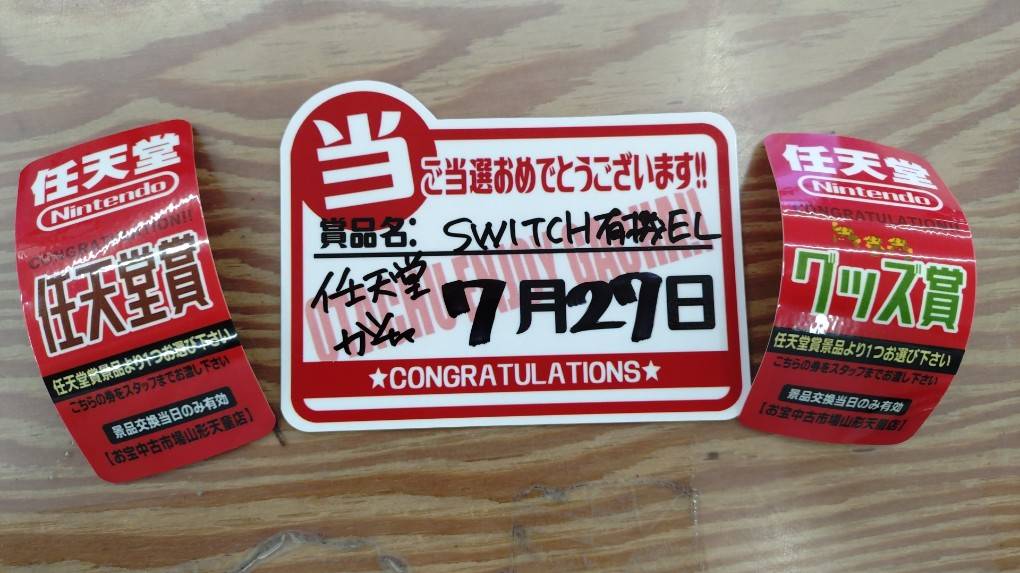 任天堂
Nintendo
CONGRATULATION!!
任天堂賞
任天堂賞景品より1つお選び下さい
こちらの券をスタッフまでお渡し下さい
景品交換当日のみ有効
【お宝中古市場山形天童店】
当
ご当選おめでとうございます!!
賞品名: SWITCH有機EL
任天堂
ガチャ
7月27日
★CONGRATULATIONS★
任天堂
Nintendo
CONGRATULATION!!
グッズ賞
任天堂賞景品より1つお選び下さい
こちらの券をスタッフまでお渡し下さい
景品交換当日のみ有効
【お宝中古市場山形天童店】